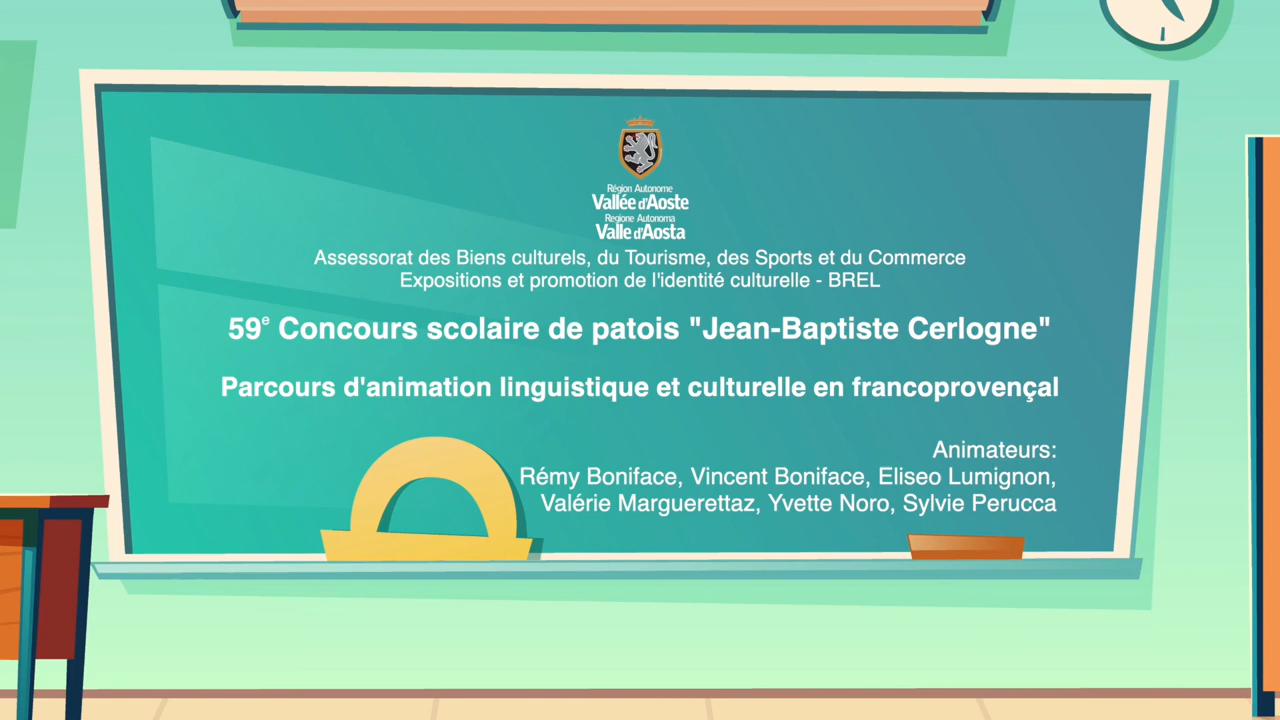 Région Autonome
Vallée d'Aoste
Regione Autonoma
Valle d'Aosta
Assessorat des Biens culturels, du Tourisme, des Sports et du Commerce
Expositions et promotion de l'identité culturelle - BREL
59e Concours scolaire de patois "Jean-Baptiste Cerlogne"
Parcours d'animation linguistique et culturelle en francoprovençal
Animateurs:
Rémy Boniface, Vincent Boniface, Eliseo Lumignon,
Valérie Marguerettaz, Yvette Noro, Sylvie Perucca